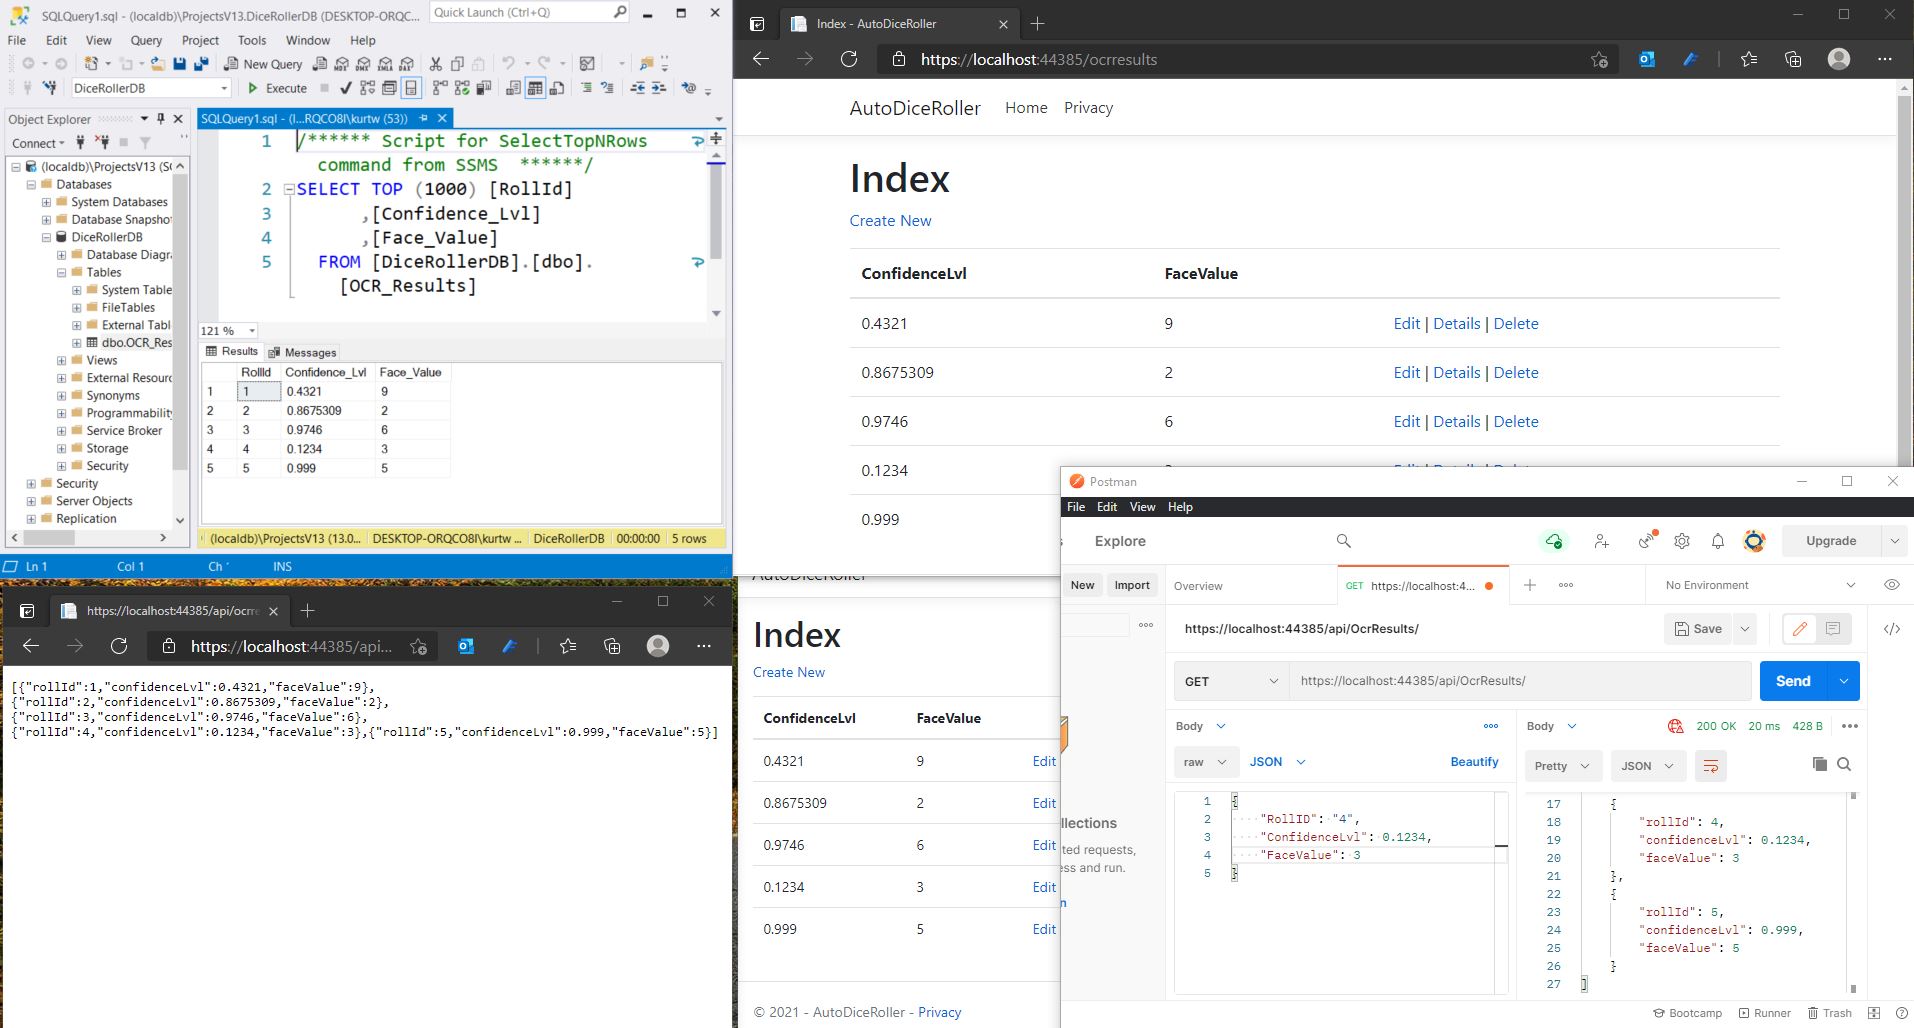 SQLQuery1.sql - (localdb)\ProjectsV13.DiceRollerDB (DESKTOP-ORQC...
Quick Launch (Ctrl+Q)
File Edit View Query Project Tools Window Help
New Query
DiceRollerDB
Execute
Object Explorer
Connect
(localdb)\ProjectsV13 (S
Databases
System Databases
Database Snapsho
DiceRollerDB
Database Diagr
Tables
System Table
FileTables
External Tabl
dbo.OCR_Res
Views
External Resourc
Synonyms
Programmability
Service Broker
Storage
Security
Security
Server Objects
Replication
SQLQuery1.sql - (l...RQCO8I\kurtw (53))
1 /****** Script for SelectTopNRows
command from SSMS ******/
2 SELECT TOP (1000) [RollId]
3 ,[Confidence_Lvl]
4 ,[Face_Value]
5 FROM [DiceRollerDB].[dbo].
[OCR_Results]
121 %
Results Messages
RollId Confidence_Lvl Face_Value
1 1 0.4321 9
2 2 0.8675309 2
3 3 0.9746 6
4 4 0.1234 3
5 5 0.999 5
(localdb)\ProjectsV13 (13.0... DESKTOP-ORQCO8I\kurtw ... DiceRollerDB 00:00:00 5 rows
Ln 1 Col 1 Ch INS
Index - AutoDiceRoller
https://localhost:44385/ocrresults
AutoDiceRoller Home Privacy
Index
Create New
ConfidenceLvl FaceValue
0.4321 9 Edit | Details | Delete
0.8675309 2 Edit | Details | Delete
0.9746 6 Edit | Details | Delete
0.1234
0.999
https://localhost:44385/api/ocrre
https://localhost:44385/api...
[{"rollId":1,"confidenceLvl":0.4321,"faceValue":9},
{"rollId":2,"confidenceLvl":0.8675309,"faceValue":2},
{"rollId":3,"confidenceLvl":0.9746,"faceValue":6},
{"rollId":4,"confidenceLvl":0.1234,"faceValue":3},{"rollId":5,"confidenceLvl":0.999,"faceValue":5}]
AutoDiceRoller
Index
Create New
ConfidenceLvl FaceValue
0.4321 9 Edit
0.8675309 2 Edit
0.9746 6 Edit
0.1234 3 Edit
0.999 5 Edit
© 2021 - AutoDiceRoller - Privacy
Postman
File Edit View Help
Explore
Upgrade
New Import
Overview
GET https://localhost:4...
No Environment
https://localhost:44385/api/OcrResults/
Save
GET https://localhost:44385/api/OcrResults/
Send
Body
raw JSON Beautify
1 {
2 "RollID": "4",
3 "ConfidenceLvl": 0.1234,
4 "FaceValue": 3
5 }
llections
ted requests,
ess and run.
Body 200 OK 20 ms 428 B
Pretty JSON
17 {
18 "rollId": 4,
19 "confidenceLvl": 0.1234,
20 "faceValue": 3
21 },
22 {
23 "rollId": 5,
24 "confidenceLvl": 0.999,
25 "faceValue": 5
26 }
27 ]
Bootcamp Runner Trash